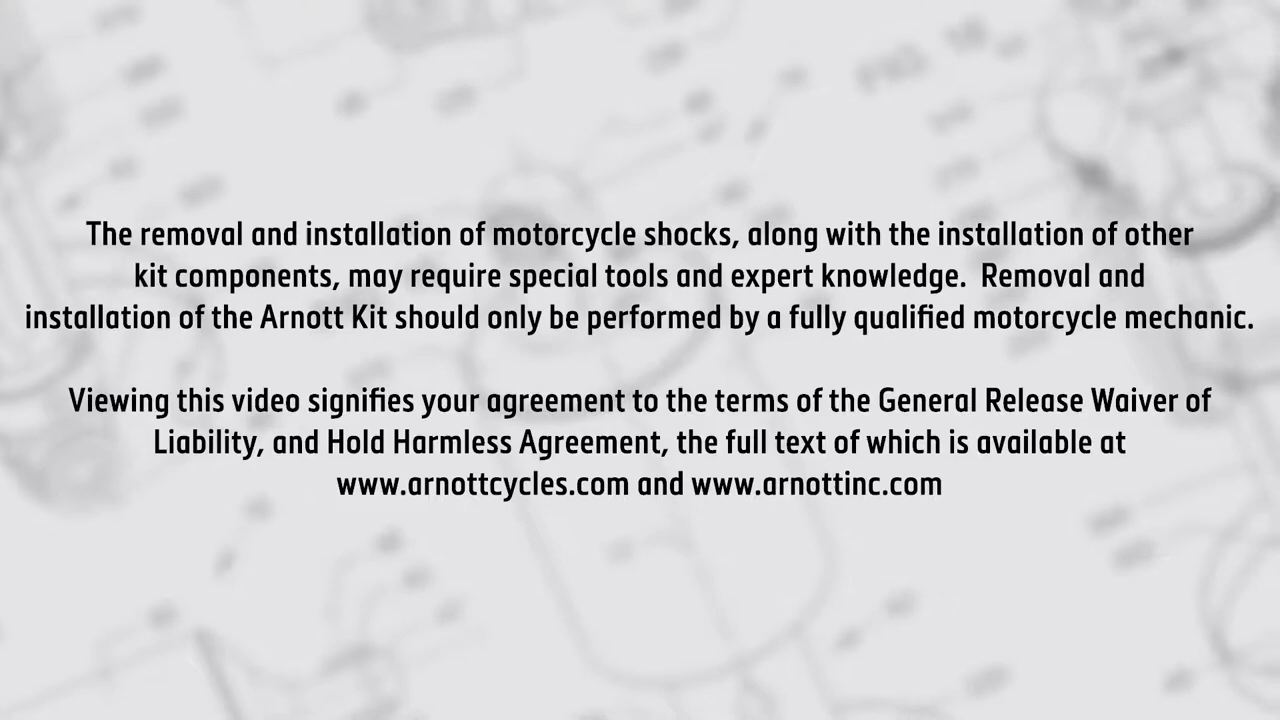 The removal and installation of motorcycle shocks, along with the installation of other
kit components, may require special tools and expert knowledge.  Removal and
installation of the Arnott Kit should only be performed by a fully qualified motorcycle mechanic.
Viewing this video signifies your agreement to the terms of the General Release Waiver of
Liability, and Hold Harmless Agreement, the full text of which is available at
www.arnottcycles.com and www.arnottinc.com